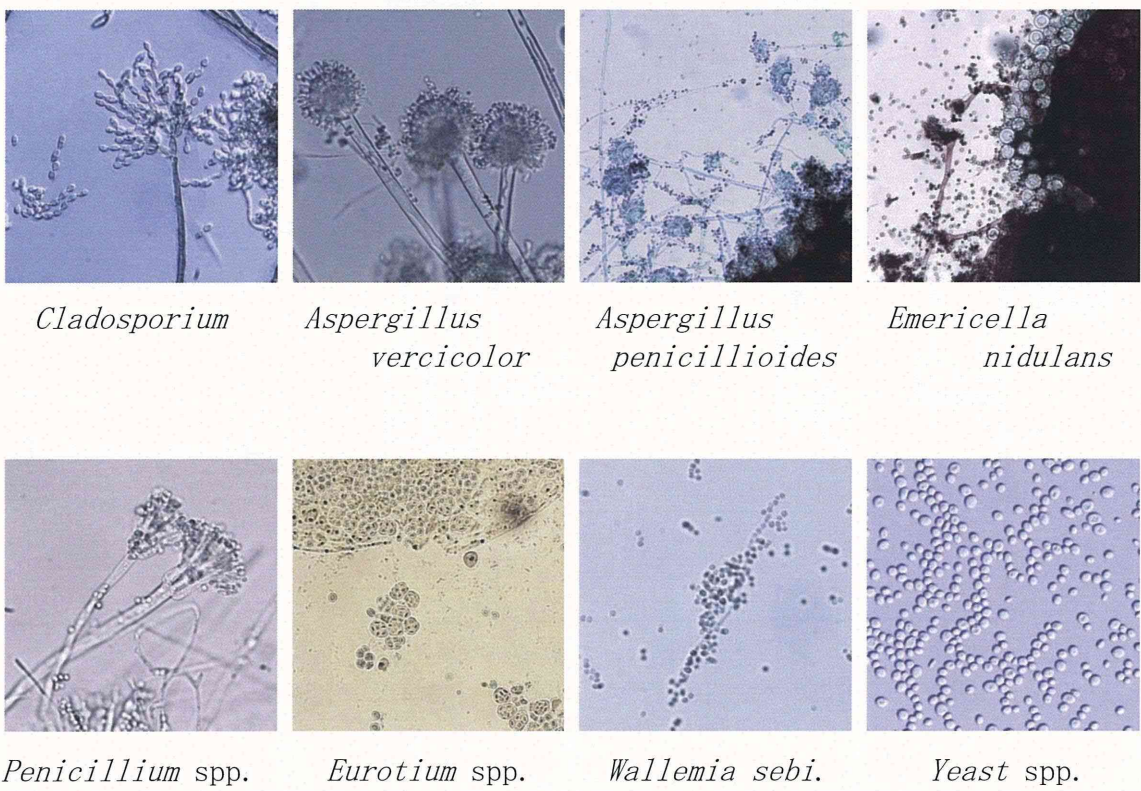 Cladosporium
Aspergillus
vercicolor
Aspergillus
penicillioides
Emericella
nidulans
Penicillium spp.
Eurotium spp.
Wallemia sebi.
Yeast spp.